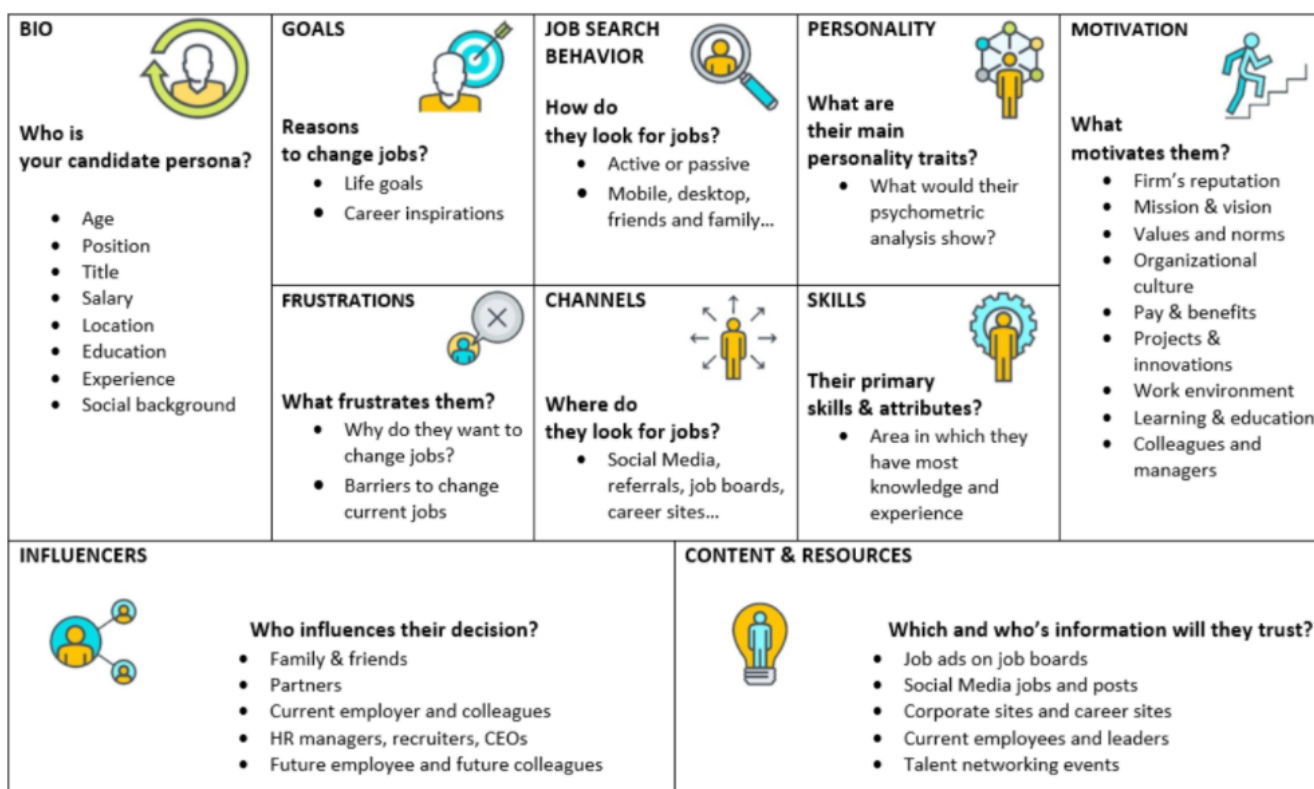 BIO
Who is
your candidate persona?
• Age
• Position
• Title
• Salary
• Location
• Education
• Experience
• Social background
GOALS
Reasons
to change jobs?
• Life goals
• Career inspirations
JOB SEARCH
BEHAVIOR
How do
they look for jobs?
• Active or passive
• Mobile, desktop,
friends and family...
PERSONALITY
What are
their main
personality traits?
• What would their
psychometric
analysis show?
MOTIVATION
What
motivates them?
• Firm's reputation
• Mission & vision
• Values and norms
• Organizational
culture
• Pay & benefits
• Projects &
innovations
• Work environment
• Learning & education
• Colleagues and
managers
FRUSTRATIONS
What frustrates them?
• Why do they want to
change jobs?
• Barriers to change
current jobs
CHANNELS
Where do
they look for jobs?
• Social Media,
referrals, job boards,
career sites...
SKILLS
Their primary
skills & attributes?
• Area in which they
have most
knowledge and
experience
INFLUENCERS
Who influences their decision?
• Family & friends
• Partners
• Current employer and colleagues
• HR managers, recruiters, CEOs
• Future employee and future colleagues
CONTENT & RESOURCES
Which and who's information will they trust?
• Job ads on job boards
• Social Media jobs and posts
• Corporate sites and career sites
• Current employees and leaders
• Talent networking events